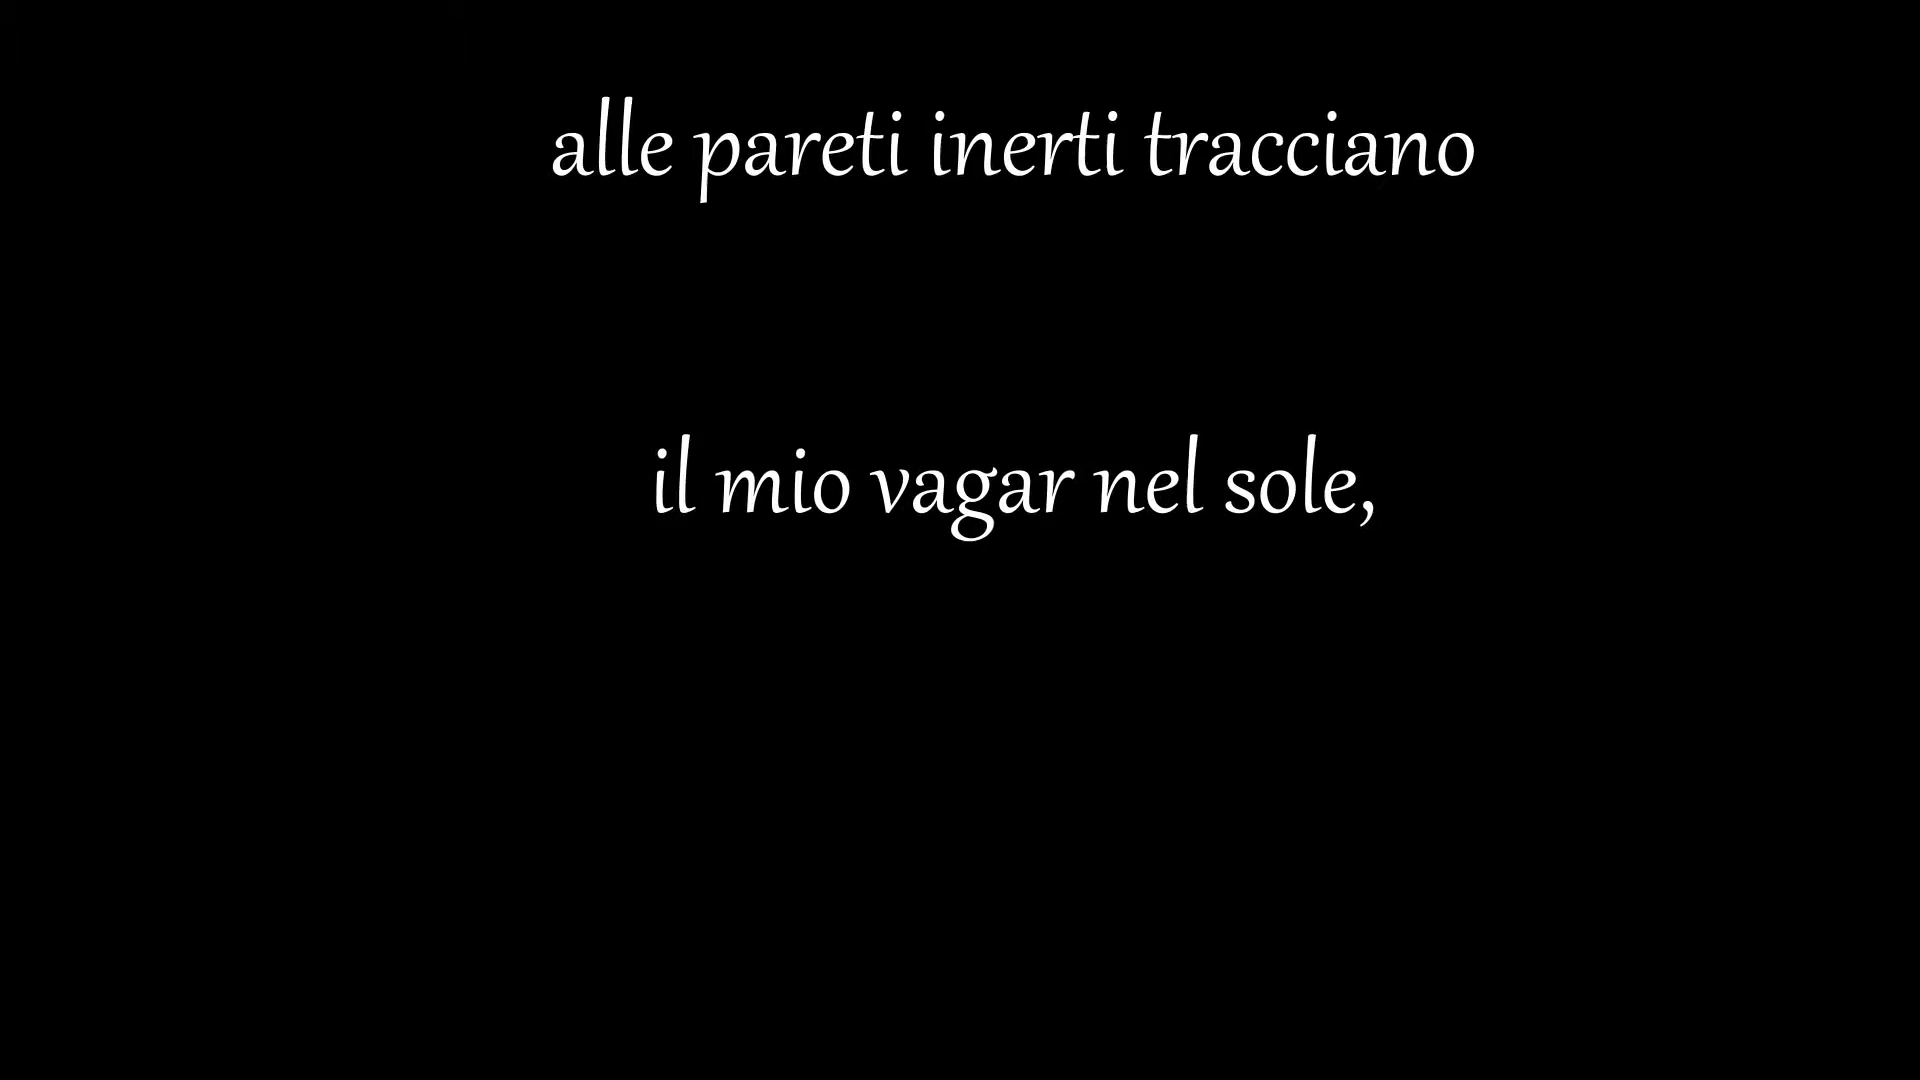 alle pareti inerti tracciano
il mio vagar nel sole,